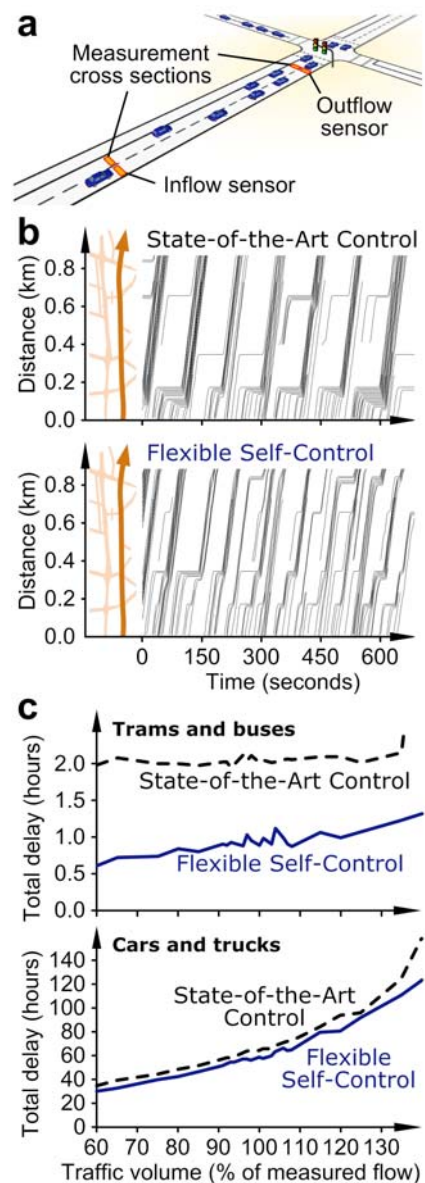 a
Measurement
cross sections
Outflow
sensor
Inflow sensor
b
State-of-the-Art Control
Distance (km)
0.8
0.6
0.4
0.2
0.0
Flexible Self-Control
Distance (km)
0.8
0.6
0.4
0.2
0.0
0 150 300 450 600
Time (seconds)
c
Trams and buses
Total delay (hours)
2.0
1.5
1.0
0.5
0.0
State-of-the-Art Control
Flexible Self-Control
Cars and trucks
Total delay (hours)
140
120
100
80
60
40
20
0
State-of-the-Art
Control
Flexible
Self-Control
60 70 80 90 100 110 120 130
Traffic volume (% of measured flow)